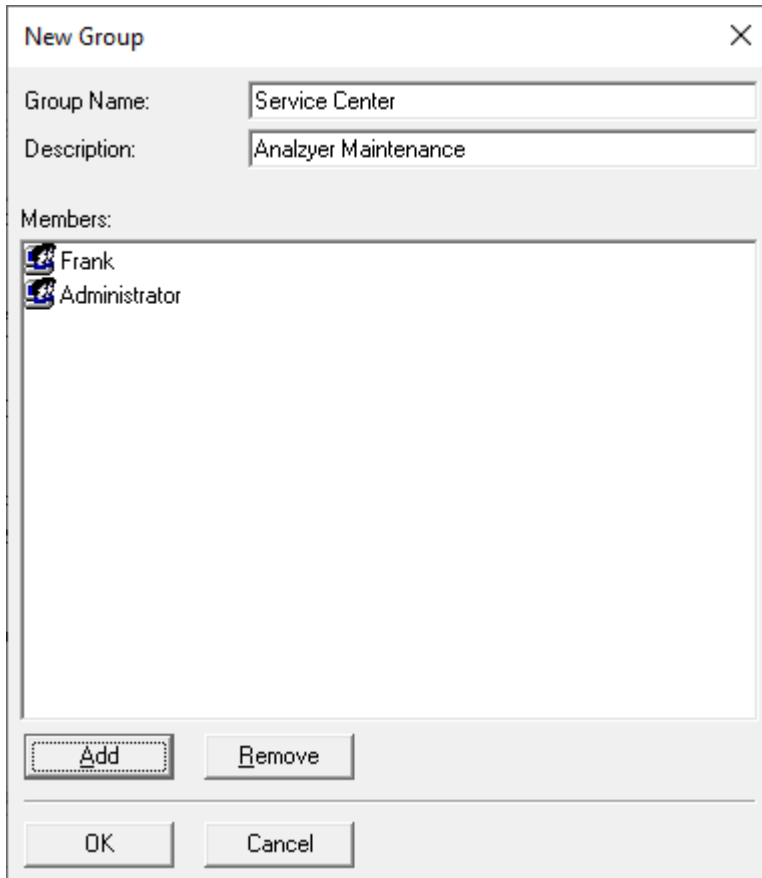 New Group
Group Name: Service Center
Description: Analzyer Maintenance
Members:
Frank
Administrator
Add Remove
OK Cancel